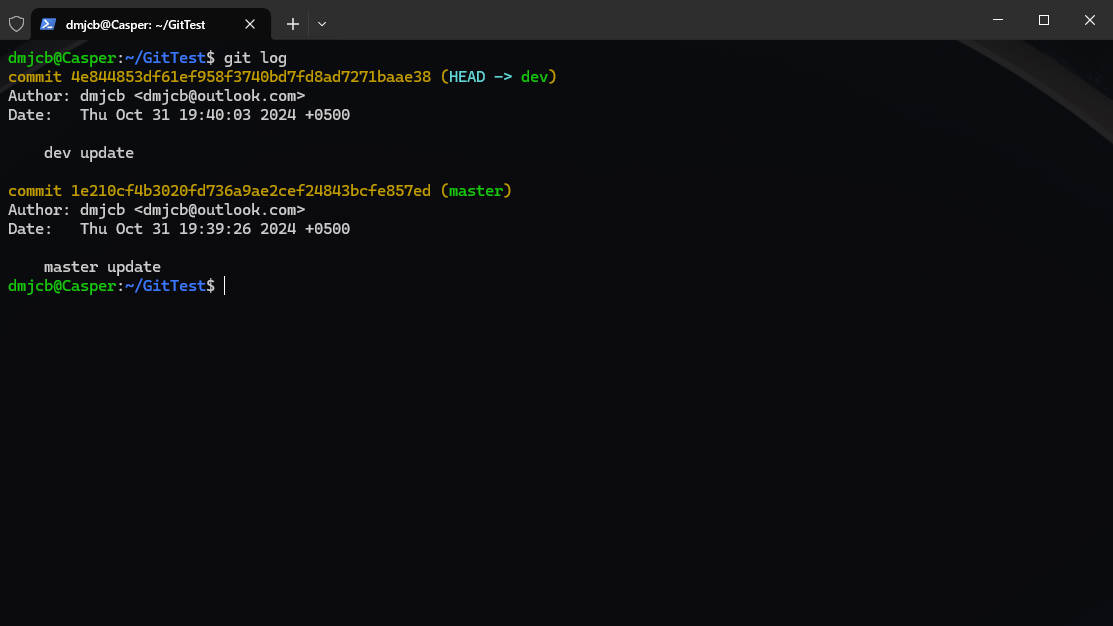 dmjcb@Casper: ~/GitTest
dmjcb@Casper:~/GitTest$ git log
commit 4e844853df61ef958f3740bd7fd8ad7271baae38 (HEAD -> dev)
Author: dmjcb <dmjcb@outlook.com>
Date:   Thu Oct 31 19:40:03 2024 +0500
    dev update
commit 1e210cf4b3020fd736a9ae2cef24843bcfe857ed (master)
Author: dmjcb <dmjcb@outlook.com>
Date:   Thu Oct 31 19:39:26 2024 +0500
    master update
dmjcb@Casper:~/GitTest$